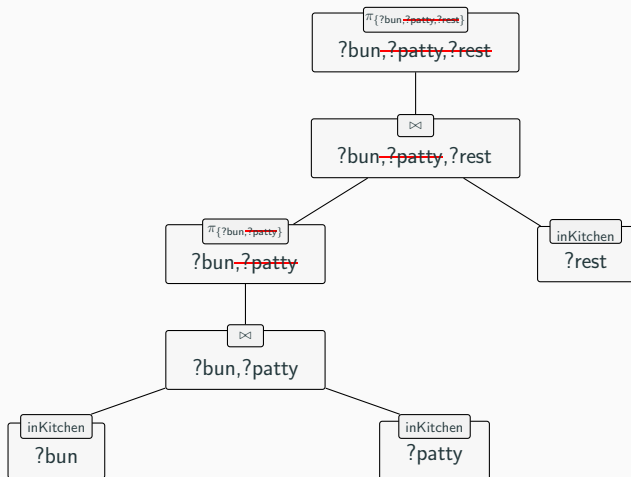 π{?bun,?patty,?rest}
?bun,?patty,?rest
⋈
?bun,?patty,?rest
π{?bun,?patty}
?bun,?patty
inKitchen
?rest
⋈
?bun,?patty
inKitchen
?bun
inKitchen
?patty